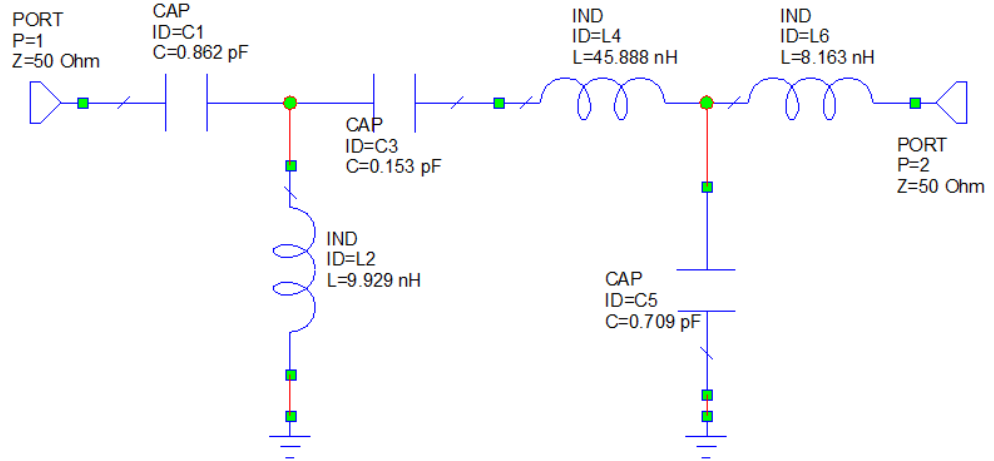 PORT
P=1
Z=50 Ohm
CAP
ID=C1
C=0.862 pF
CAP
ID=C3
C=0.153 pF
IND
ID=L4
L=45.888 nH
IND
ID=L6
L=8.163 nH
PORT
P=2
Z=50 Ohm
IND
ID=L2
L=9.929 nH
CAP
ID=C5
C=0.709 pF